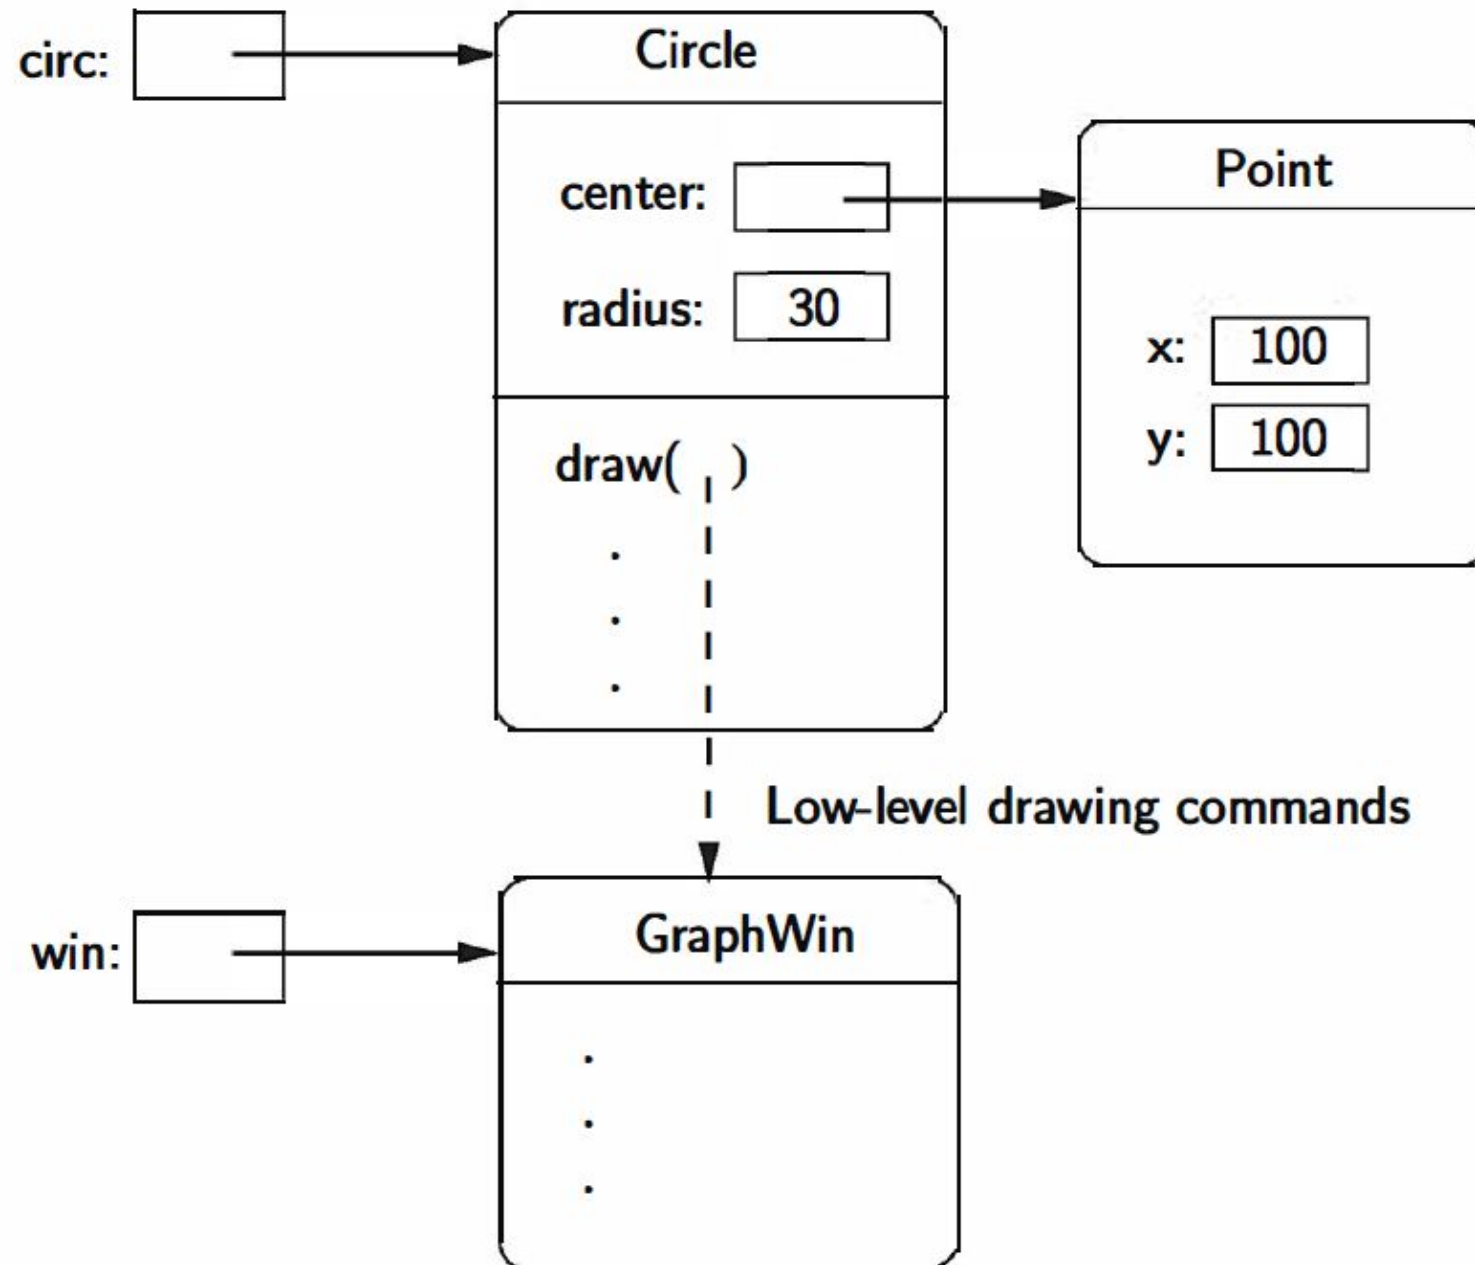 circ:
Circle
center:
radius: 30
draw( )
.
.
.
Point
x: 100
y: 100
Low-level drawing commands
win:
GraphWin
.
.
.